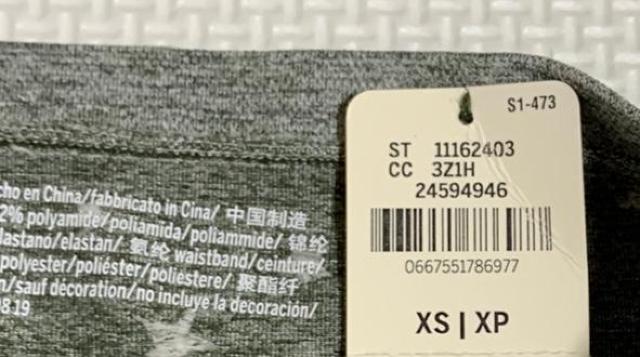 S1-473
ST 11162403
CC 3Z1H
24594946
0667551786977
XS | XP
cho en China/fabbricato in Cina/ 中国制造
2% polyamide/poliamida/poliammide/ 锦纶
lastano/elastan/ 氨纶 waistband/ceinture/
polyester/poliéster/poliestere/ 聚酯纤
n/sauf décoration/no incluye la decoración/
0819